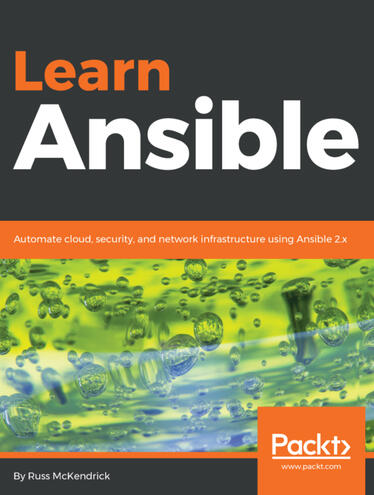 Learn
Ansible
Automate cloud, security, and network infrastructure using Ansible 2.x
Packt>
www.packt.com
By Russ McKendrick